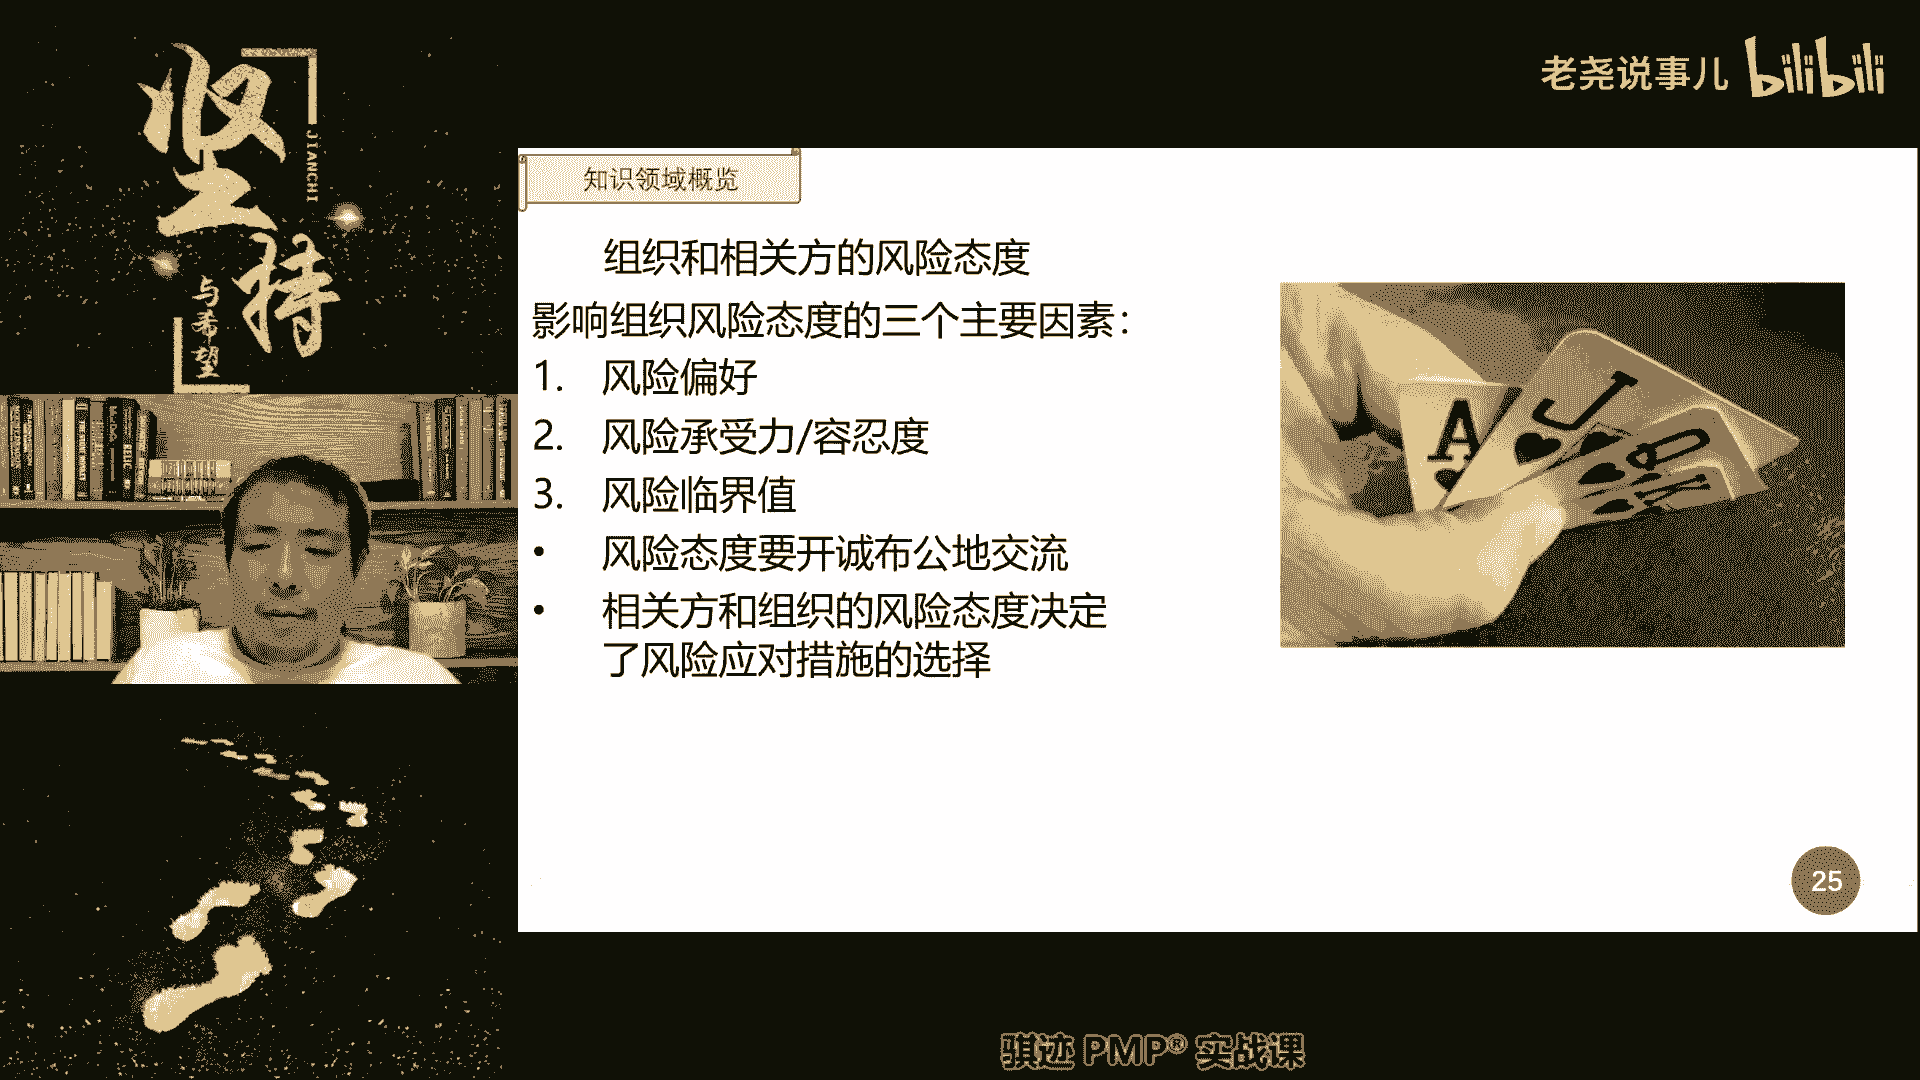 坚持
JIANCHI
与希望
老尧说事儿 bilibili
知识领域概览
组织和相关方的风险态度
影响组织风险态度的三个主要因素：
1. 风险偏好
2. 风险承受力/容忍度
3. 风险临界值
• 风险态度要开诚布公地交流
• 相关方和组织的风险态度决定
了风险应对措施的选择
A
J
Q
K
25
骐迹 PMP® 实战课